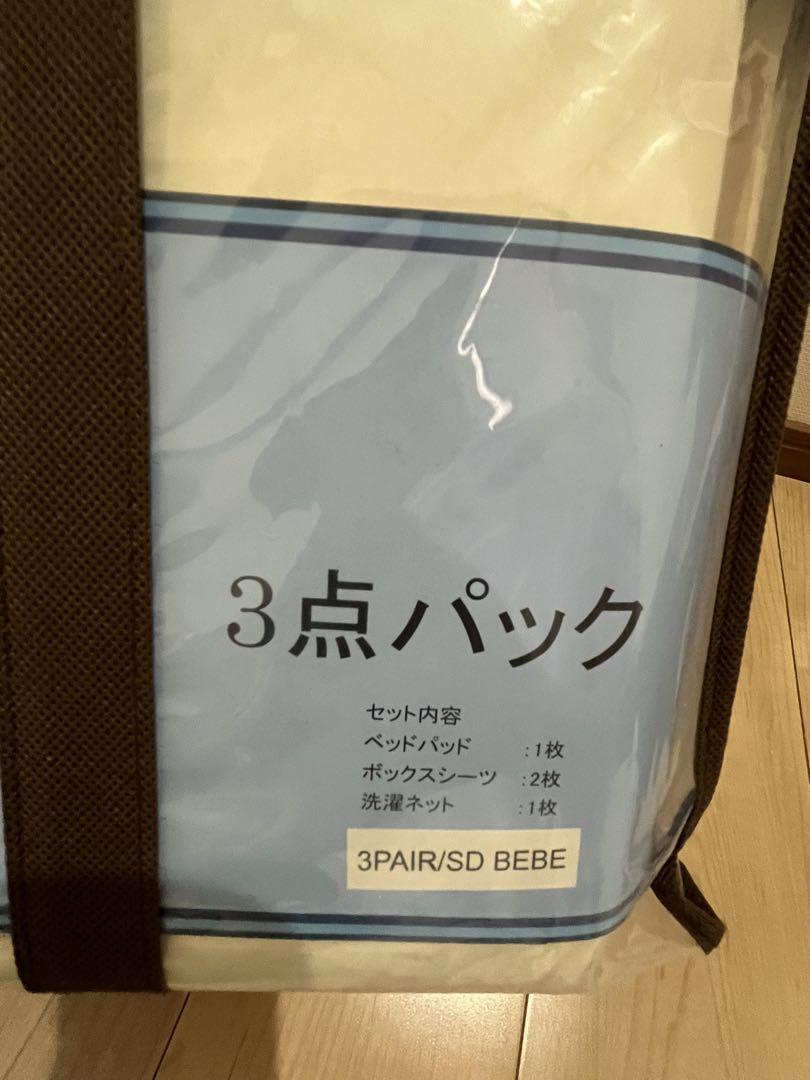 3点パック
セット内容
ベッドパッド :1枚
ボックスシーツ :2枚
洗濯ネット :1枚
3PAIR/SD BEBE